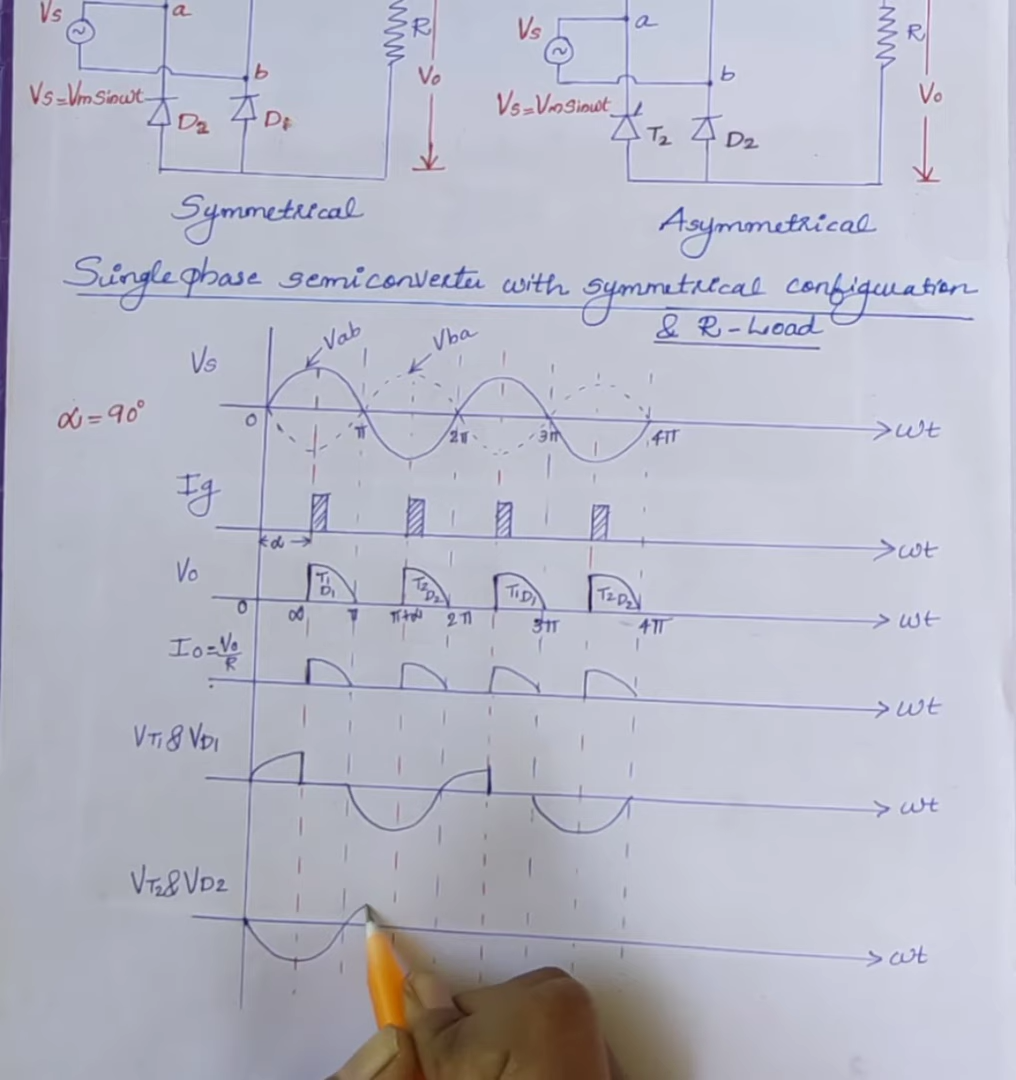 Vs a R
b Vo
Vs=Vm Sinωt D2 D1
Symmetrical
Vs a R
b Vo
Vs=Vm Sinωt T2 D2
Asymmetrical
Single phase semiconverter with symmetrical configuration
& R-Load
Vs Vab Vba
α=90°
0 π 2π 3π 4π ωt
Ig
α ωt
Vo T1 D1 T2 D2 T1 D1 T2 D2
0 α π π+α 2π 3π 4π ωt
Io=Vo/R
ωt
VT1 & VD1
ωt
VT2 & VD2
ωt